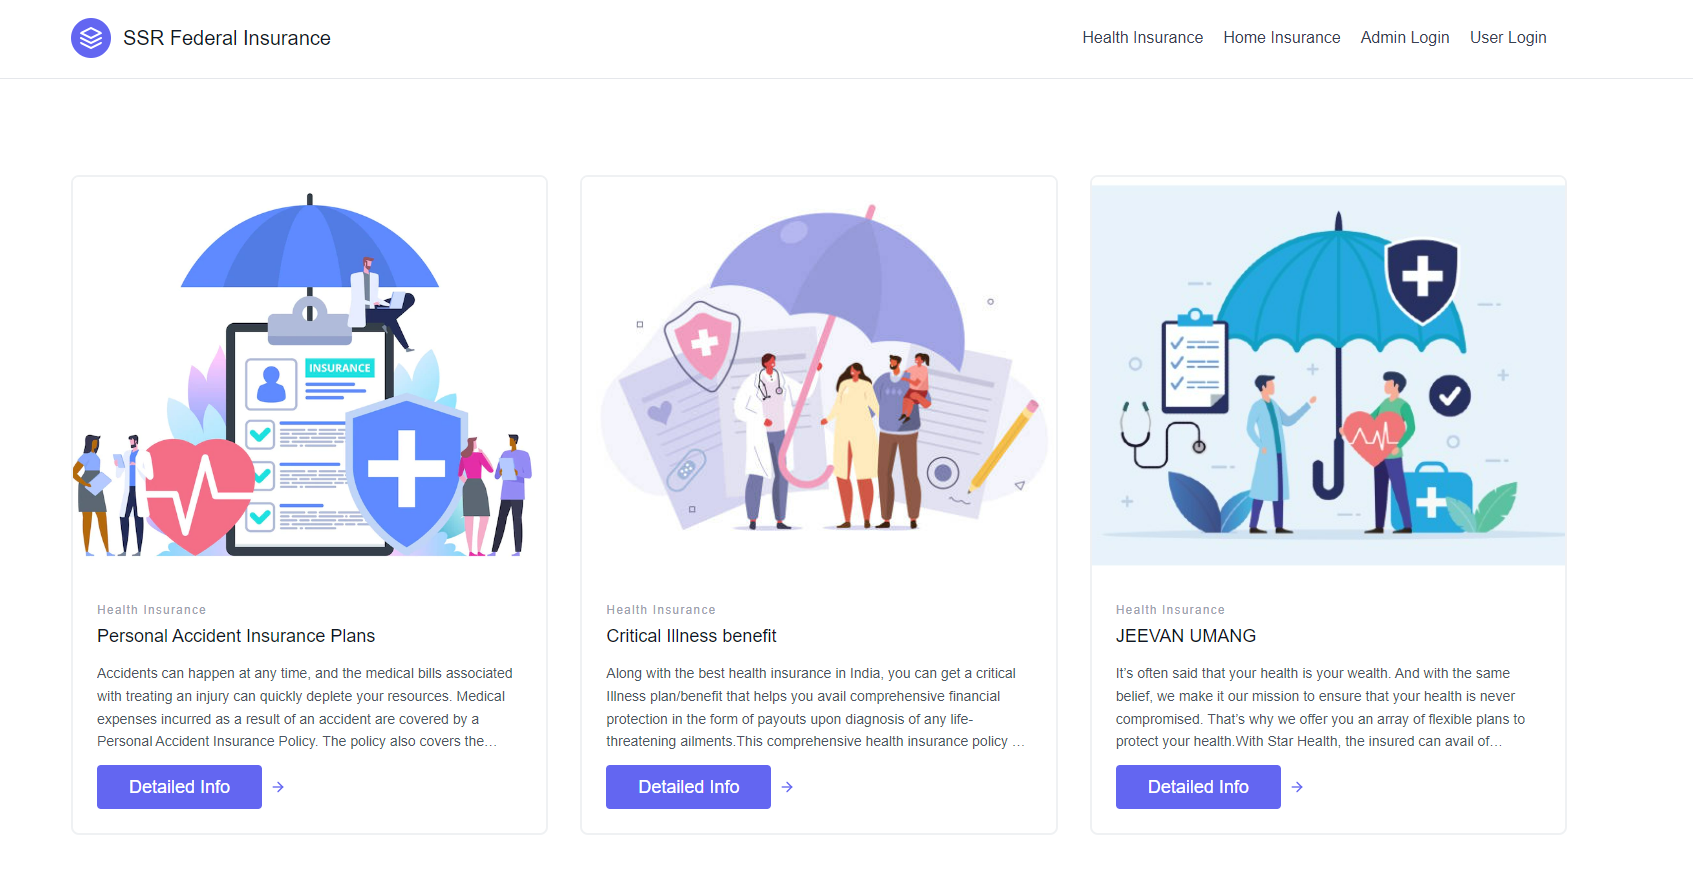 SSR Federal Insurance
Health Insurance Home Insurance Admin Login User Login
INSURANCE
Health Insurance
Personal Accident Insurance Plans
Accidents can happen at any time, and the medical bills associated
with treating an injury can quickly deplete your resources. Medical
expenses incurred as a result of an accident are covered by a
Personal Accident Insurance Policy. The policy also covers the...
Detailed Info →
Health Insurance
Critical Illness benefit
Along with the best health insurance in India, you can get a critical
Illness plan/benefit that helps you avail comprehensive financial
protection in the form of payouts upon diagnosis of any life-
threatening ailments.This comprehensive health insurance policy ...
Detailed Info →
Health Insurance
JEEVAN UMANG
It’s often said that your health is your wealth. And with the same
belief, we make it our mission to ensure that your health is never
compromised. That’s why we offer you an array of flexible plans to
protect your health.With Star Health, the insured can avail of...
Detailed Info →